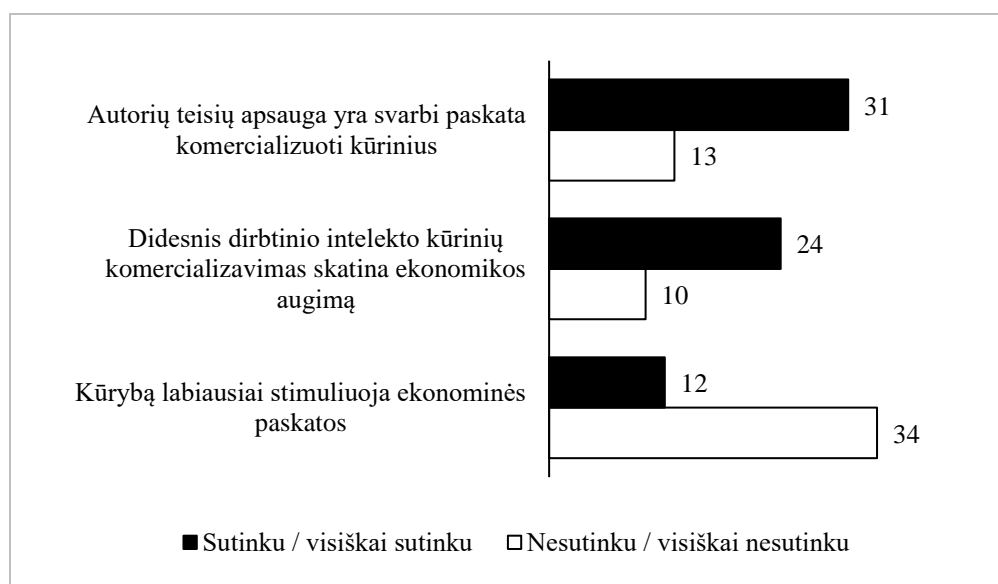 Autorių teisių apsauga yra svarbi paskata
komercializuoti kūrinius
31
13
Didesnis dirbtinio intelekto kūrinių
komercializavimas skatina ekonomikos
augimą
24
10
Kūrybą labiausiai stimuliuoja ekonominės
paskatos
12
34
Sutinku / visiškai sutinku
Nesutinku / visiškai nesutinku